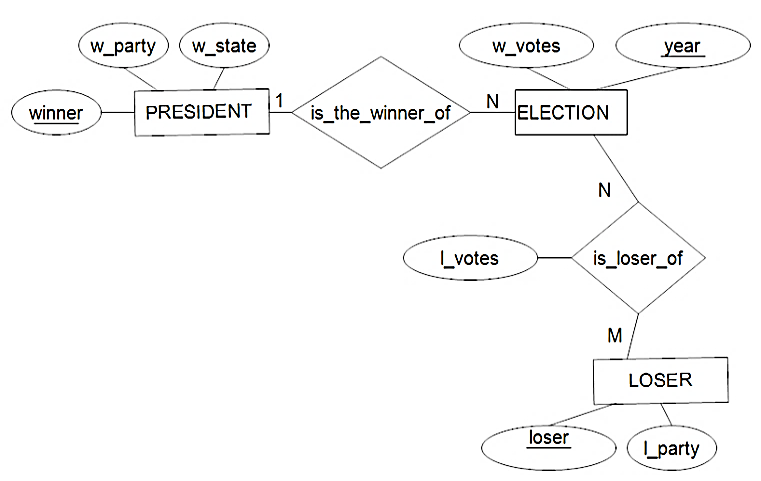 w_party
w_state
w_votes
year
winner
PRESIDENT
1
is_the_winner_of
N
ELECTION
N
l_votes
is_loser_of
M
LOSER
loser
l_party